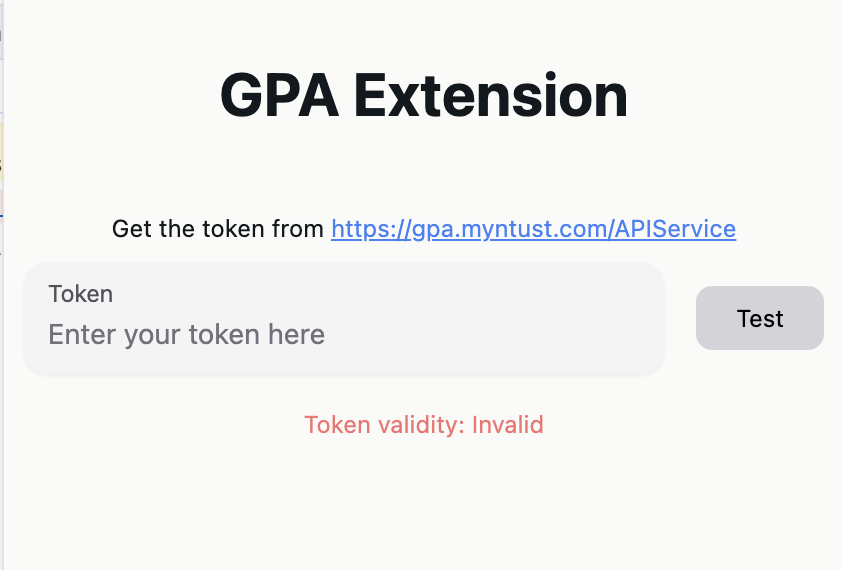 GPA Extension
Get the token from https://gpa.myntust.com/APIService
Token
Enter your token here
Test
Token validity: Invalid